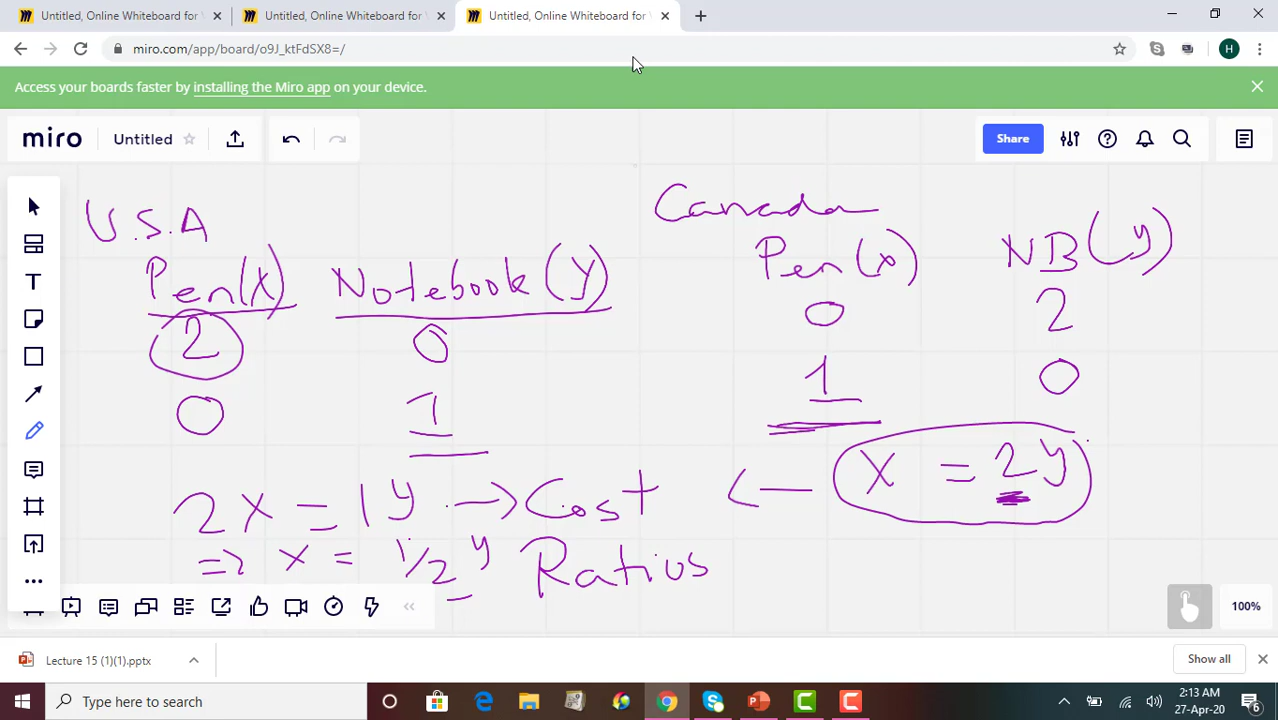 Untitled, Online Whiteboard for V
Untitled, Online Whiteboard for V
Untitled, Online Whiteboard for
miro.com/app/board/o9J_ktFdSX8=/
H
Access your boards faster by installing the Miro app on your device.
miro
Untitled
Share
U.S.A
Pen(x) Notebook(y)
2 0
0 1
2x = 1y → Cost
=> x = 1/2 y Ratios
Canada
Pen(x) NB(y)
0 2
1 0
← x = 2y
T
100%
Lecture 15 (1)(1).pptx
Show all
Type here to search
2:13 AM
27-Apr-20
6